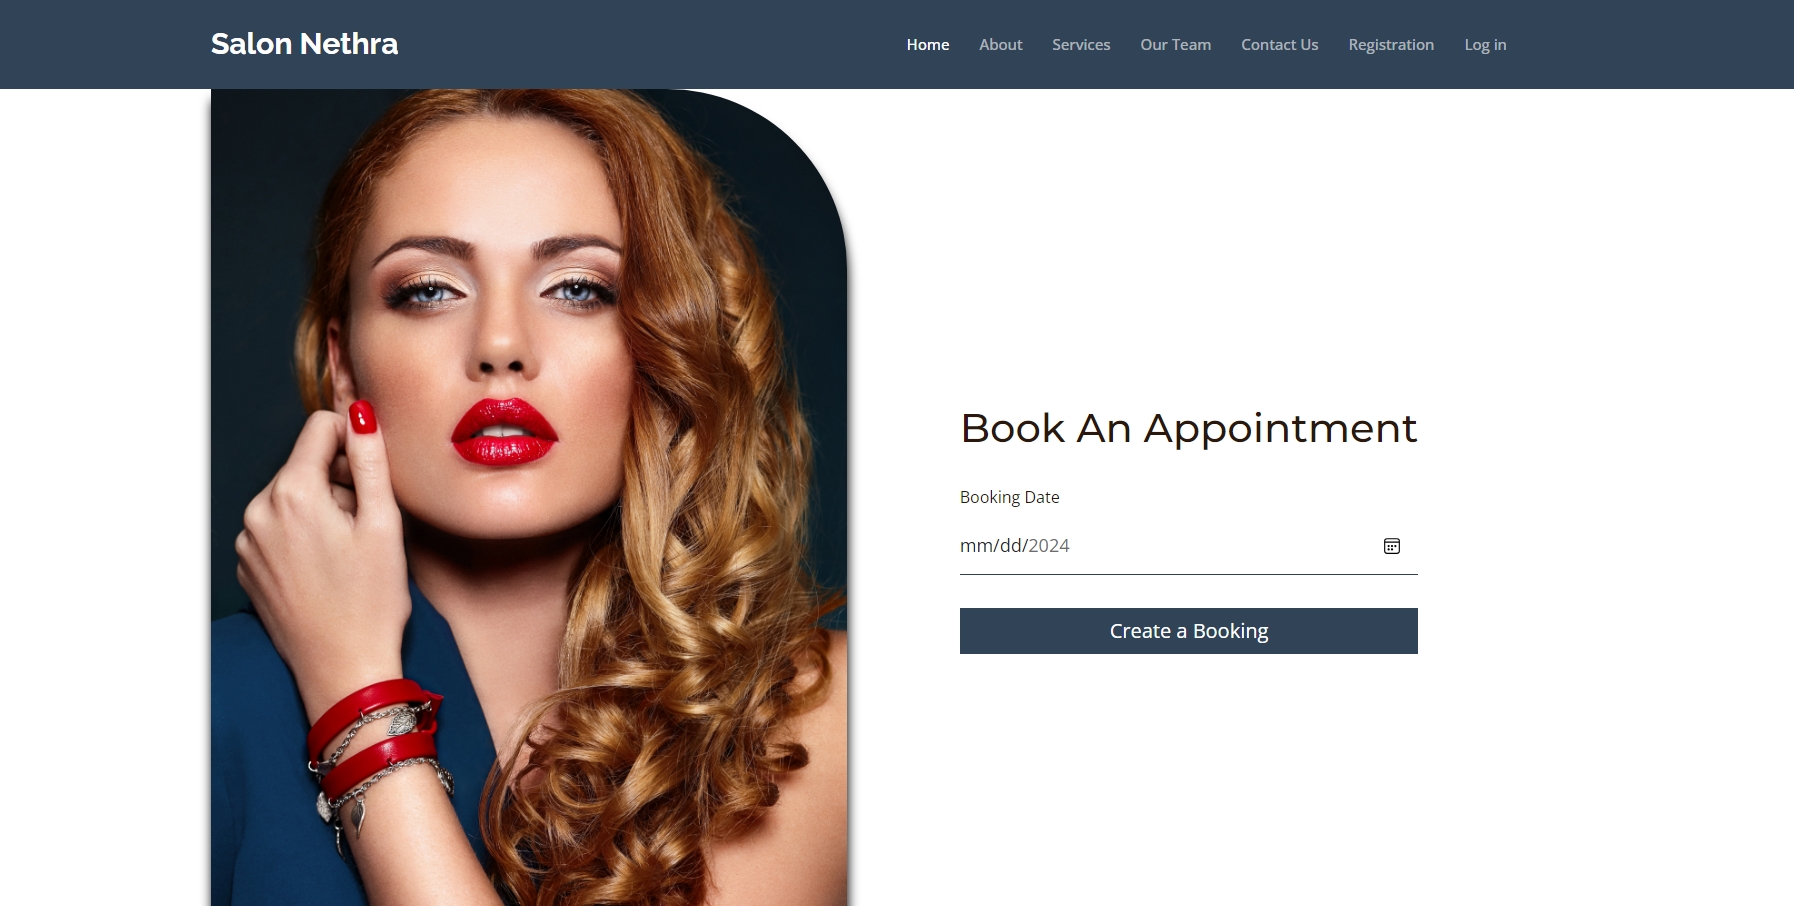 Salon Nethra
Home About Services Our Team Contact Us Registration Log in
Book An Appointment
Booking Date
mm/dd/2024
Create a Booking